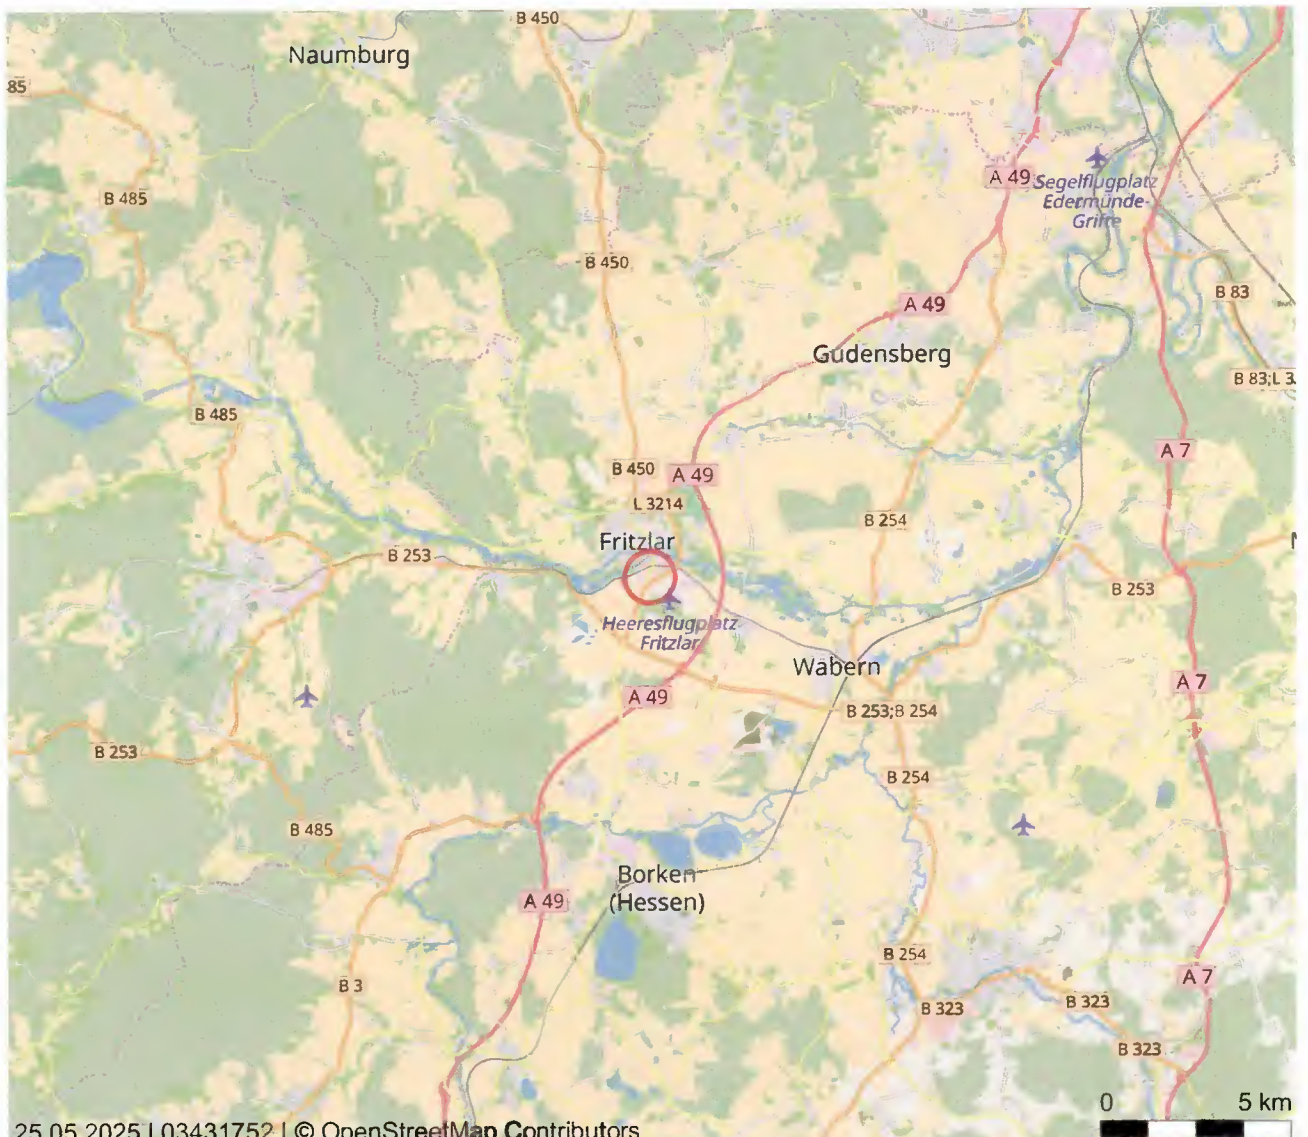 B 450
Naumburg
85
A 49
Segelflugplatz
Edermünde-
Grifte
B 485
B 450
B 83
A 49
Gudensberg
B 83;L 3
B 485
A 7
B 450
A 49
L 3214
B 254
Fritzlar
B 253
B 253
Heeresflugplatz
Fritzlar
Wabern
A 7
A 49
B 253;B 254
B 253
B 254
B 485
Borken
(Hessen)
A 49
B 254
A 7
B 3
B 323
B 323
B 323
0 5 km
25.05.2025 | 03431752 | © OpenStreetMap Contributors